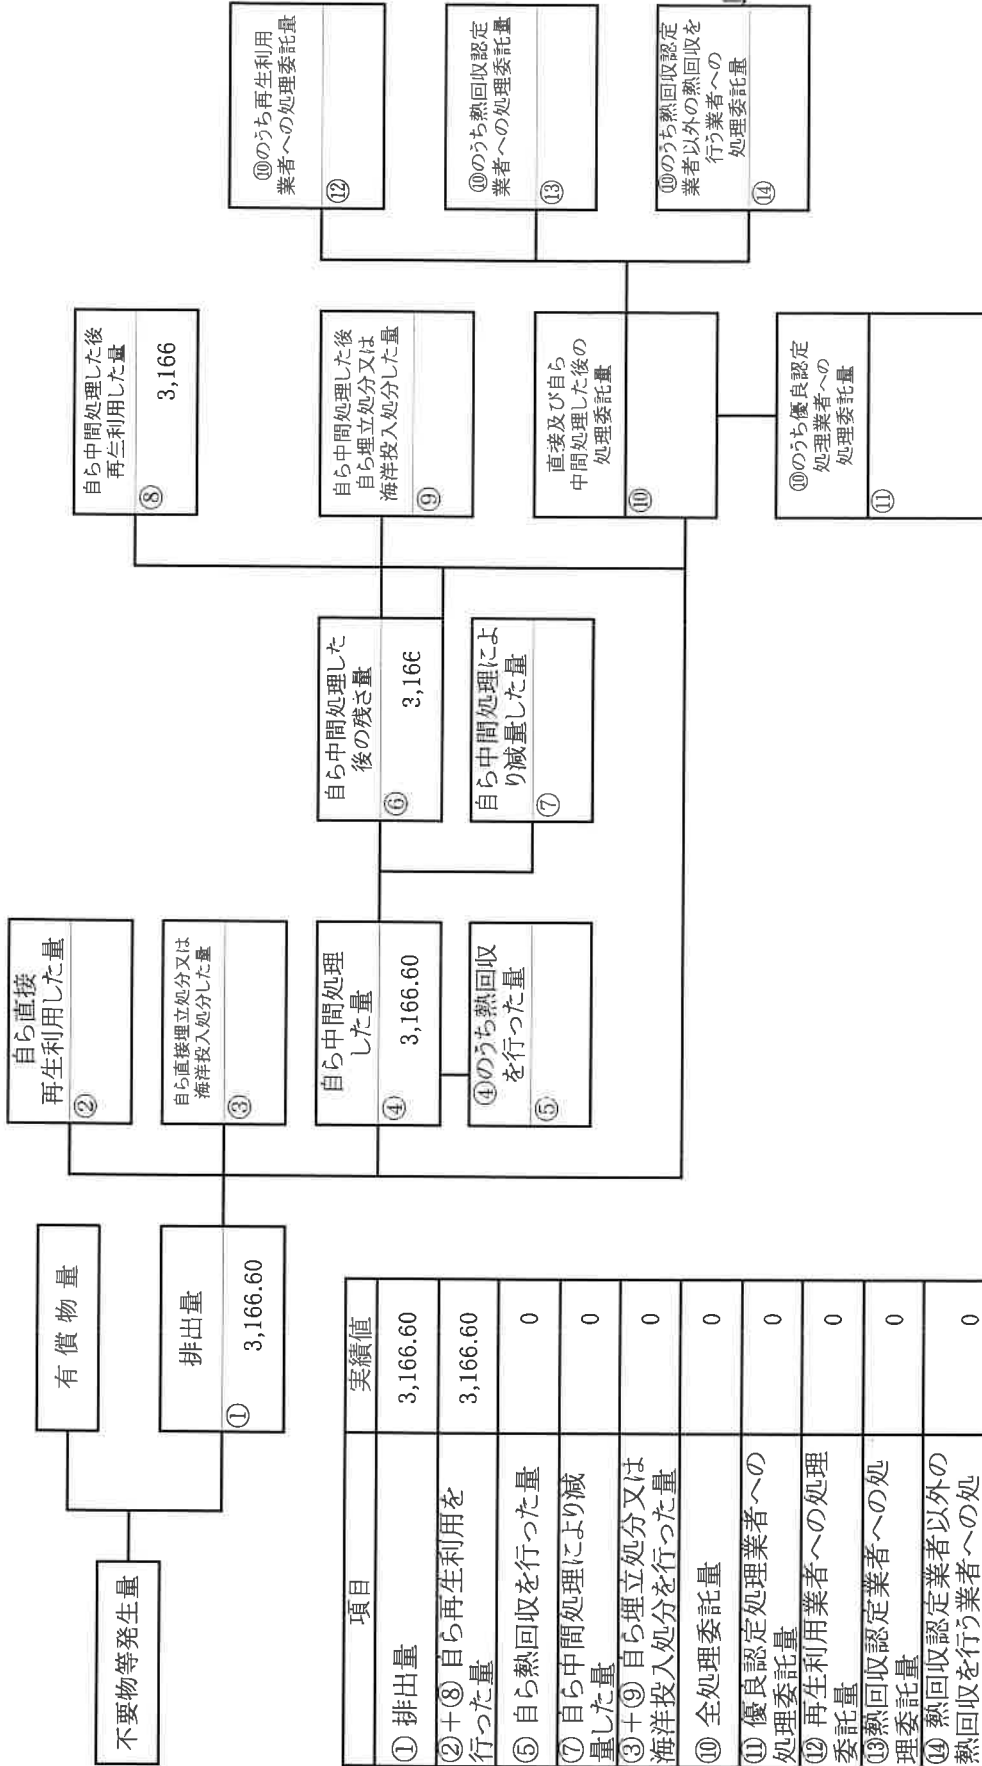 不要物等発生量
有償物量
排出量
①
3,166.60
自ら直接
再生利用した量
②
自ら直接埋立処分又は
海洋投入処分した量
③
自ら中間処理
した量
④
3,166.60
④のうち熱回収
を行った量
⑤
自ら中間処理した
後の残さ量
⑥
3,166
自ら中間処理によ
り減量した量
⑦
自ら中間処理した後
再生利用した量
⑧
3,166
自ら中間処理した後
自ら埋立処分又は
海洋投入処分した量
⑨
直接及び自ら
中間処理した後の
処理委託量
⑩
⑩のうち優良認定
処理業者への
処理委託量
⑪
⑩のうち再生利用
業者への処理委託量
⑫
⑩のうち熱回収認定
業者への処理委託量
⑬
⑩のうち熱回収認定
業者以外の熱回収を
行う業者への
処理委託量
⑭
項目 実績値
① 排出量 3,166.60
②+⑧ 自ら再生利用を
行った量 3,166.60
⑤ 自ら熱回収を行った量 0
⑦ 自ら中間処理により減
量した量 0
③+⑨ 自ら埋立処分又は
海洋投入処分を行った量 0
⑩ 全処理委託量 0
⑪ 優良認定処理業者への
処理委託量 0
⑫ 再生利用業者への処理
委託量 0
⑬熱回収認定業者への処
理委託量 0
⑭ 熱回収認定業者以外の
熱回収を行う業者への処 0